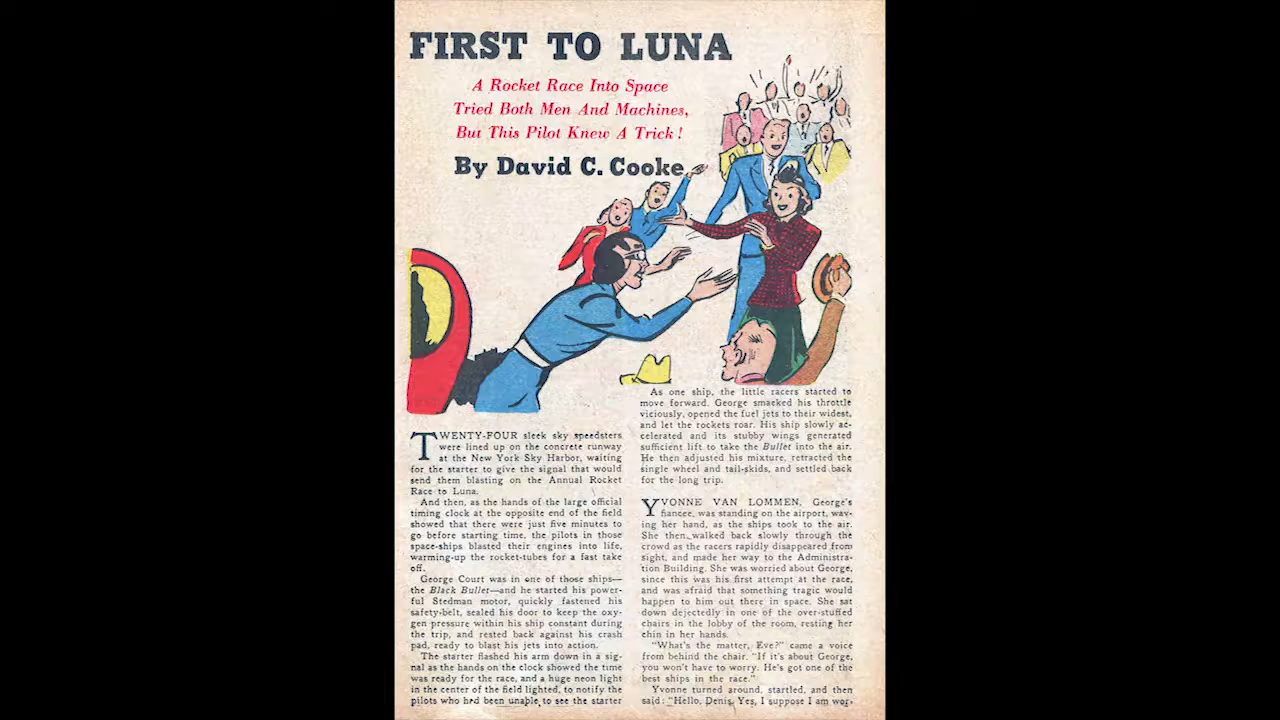 FIRST TO LUNA
A Rocket Race Into Space
Tried Both Men And Machines,
But This Pilot Knew A Trick!
By David C. Cooke
TWENTY-FOUR sleek sky speedsters
were lined up on the concrete runway
at the New York Sky Harbor, waiting
for the starter to give the signal that would
send them blasting on the Annual Rocket
Race to Luna.
And then, as the hands of the large official
timing clock at the opposite end of the field
showed that there were just five minutes to
go before starting time, the pilots in those
space-ships blasted their engines into life,
warming-up the rocket-tubes for a fast take
off.
George Court was in one of those ships—
the Black Bullet—and he started his power-
ful Stedman motor, quickly fastened his
safety-belt, sealed his door to keep the oxy-
gen pressure within his ship constant during
the trip, and rested back against his crash
pad, ready to blast his jets into action.
The starter flashed his arm down in a sig-
nal as the hands on the clock showed the time
was ready for the race, and a huge neon light
in the center of the field lighted, to notify the
pilots who had been unable to see the starter
As one ship, the little racers started to
move forward. George smacked his throttle
viciously, opened the fuel jets to their widest,
and let the rockets roar. His ship slowly ac-
celerated and its stubby wings generated
sufficient lift to take the Bullet into the air.
He then adjusted his mixture, retracted the
single wheel and tail-skids, and settled back
for the long trip.
YVONNE VAN LOMMEN, George's
fiancee, was standing on the airport, wav-
ing her hand, as the ships took to the air.
She then walked back slowly through the
crowd as the racers rapidly disappeared from
sight, and made her way to the Administra-
tion Building. She was worried about George,
since this was his first attempt at the race,
and was afraid that something tragic would
happen to him out there in space. She sat
down dejectedly in one of the over-stuffed
chairs in the lobby of the room, resting her
chin in her hands.
"What's the matter, Eve?" came a voice
from behind the chair. "If it's about George,
you won't have to worry. He's got one of the
best ships in the race."
Yvonne turned around, startled, and then
said: "Hello, Denis. Yes, I suppose I am wor-